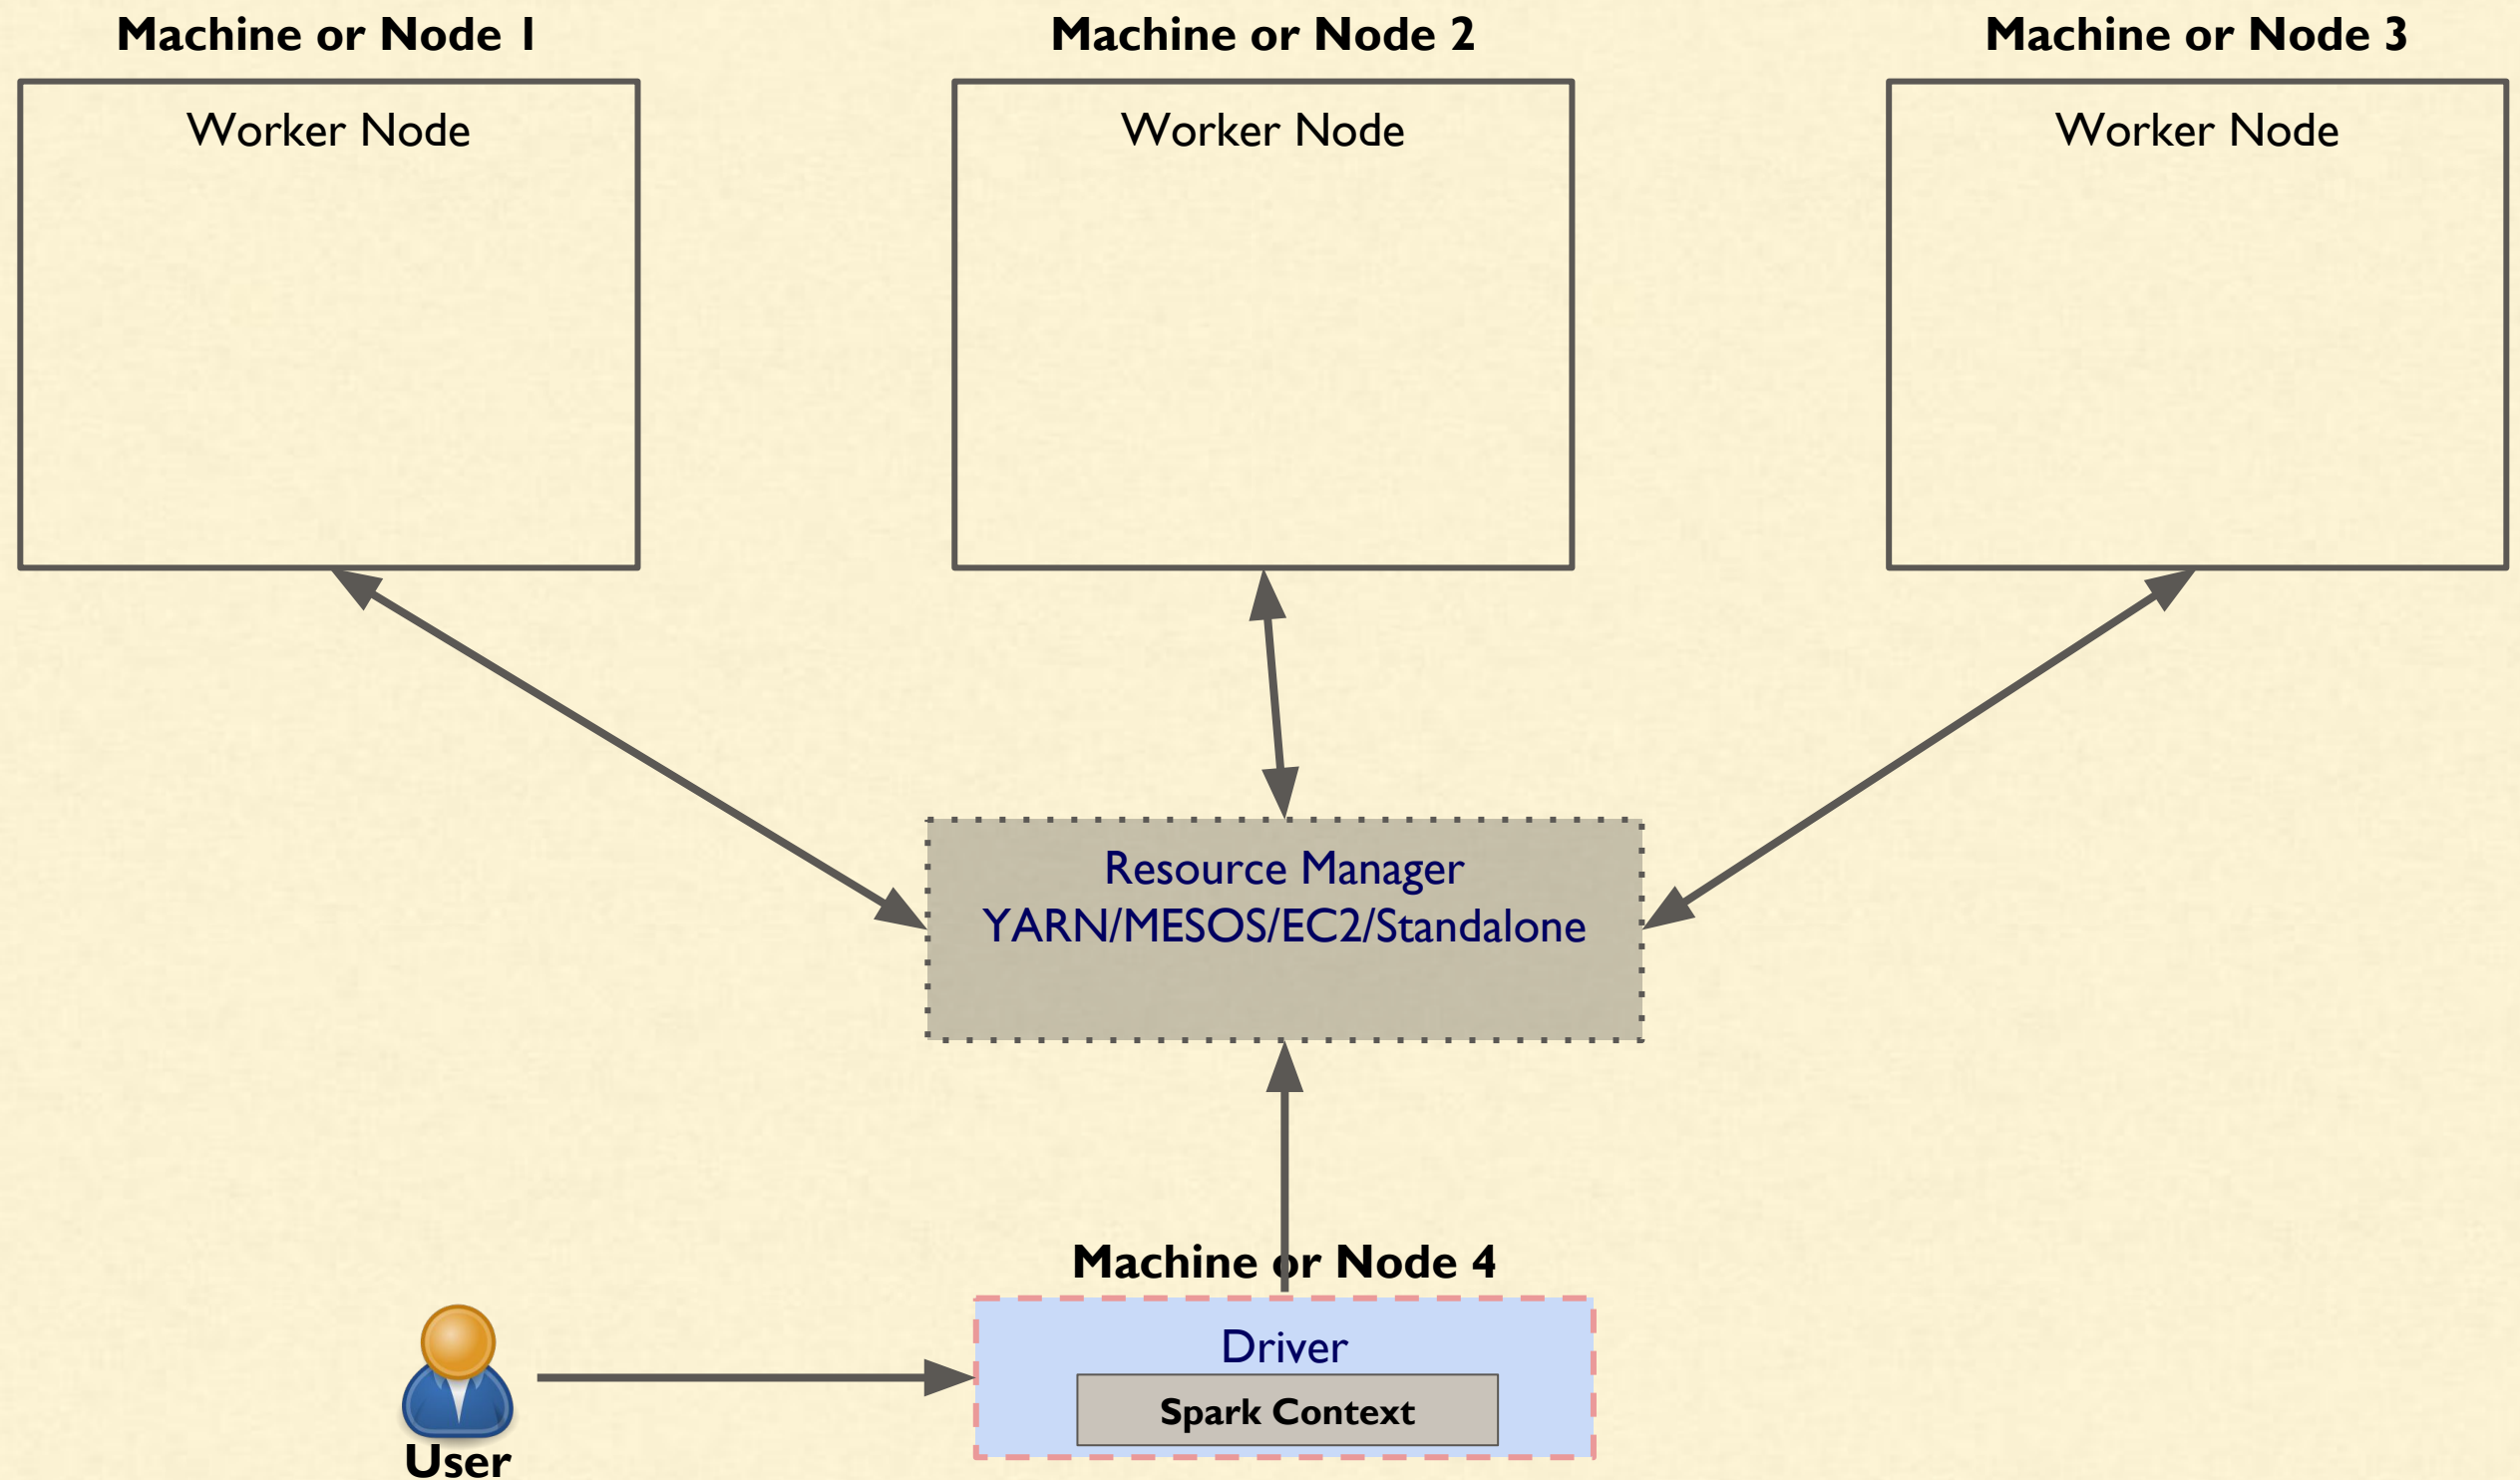 Machine or Node 1
Machine or Node 2
Machine or Node 3
Worker Node
Worker Node
Worker Node
Resource Manager
YARN/MESOS/EC2/Standalone
Machine or Node 4
Driver
Spark Context
User